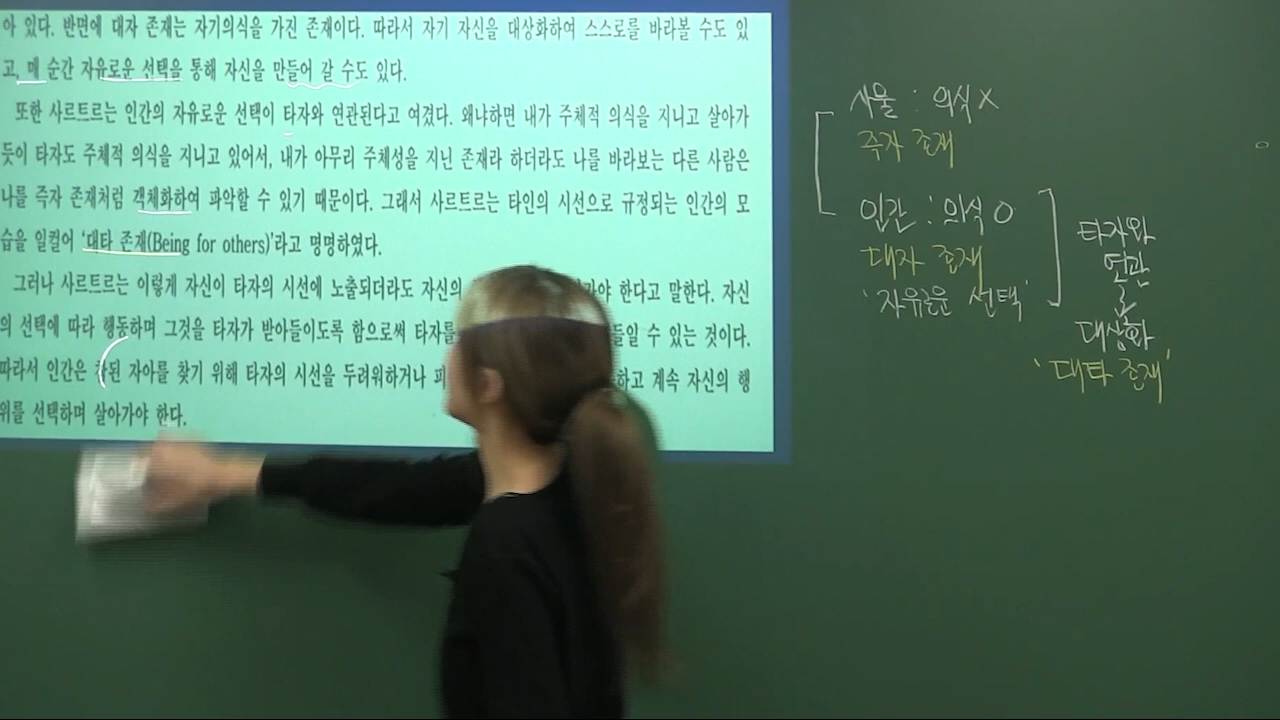 아 있다. 반면에 대자 존재는 자기의식을 가진 존재이다. 따라서 자기 자신을 대상화하여 스스로를 바라볼 수도 있
고, 매 순간 자유로운 선택을 통해 자신을 만들어 갈 수도 있다.
또한 사르트르는 인간의 자유로운 선택이 타자와 연관된다고 여겼다. 왜냐하면 내가 주체적 의식을 지니고 살아가
듯이 타자도 주체적 의식을 지니고 있어서, 내가 아무리 주체성을 지닌 존재라 하더라도 나를 바라보는 다른 사람은
나를 즉자 존재처럼 객체화하여 파악할 수 있기 때문이다. 그래서 사르트르는 타인의 시선으로 규정되는 인간의 모
습을 일컬어 ‘대타 존재(Being for others)’라고 명명하였다.
그러나 사르트르는 이렇게 자신이 타자의 시선에 노출되더라도 자신의 가야 한다고 말한다. 자신
의 선택에 따라 행동하며 그것을 타자가 받아들이도록 함으로써 타자를 들일 수 있는 것이다.
따라서 인간은 참된 자아를 찾기 위해 타자의 시선을 두려워하거나 하고 계속 자신의 행
위를 선택하며 살아가야 한다.
사물 : 의식 X
즉자 존재
인간 : 의식 O
대자 존재
‘자유로운 선택’
타자와
연관
대상화
‘대타 존재’